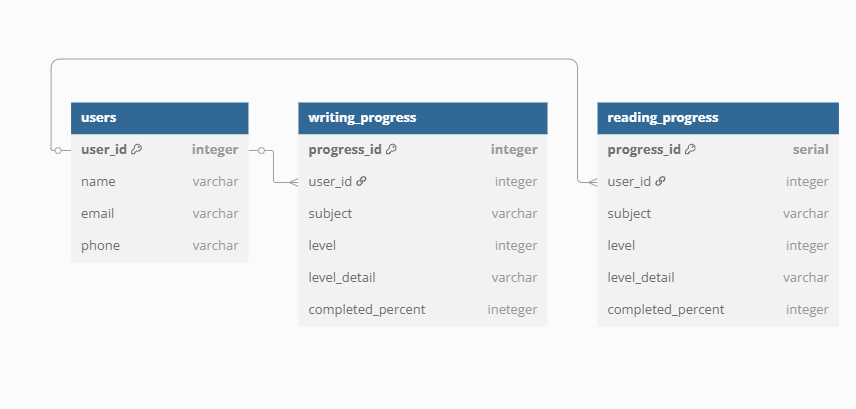 users
user_id integer
name varchar
email varchar
phone varchar
writing_progress
progress_id integer
user_id integer
subject varchar
level integer
level_detail varchar
completed_percent ineteger
reading_progress
progress_id serial
user_id integer
subject varchar
level integer
level_detail varchar
completed_percent integer